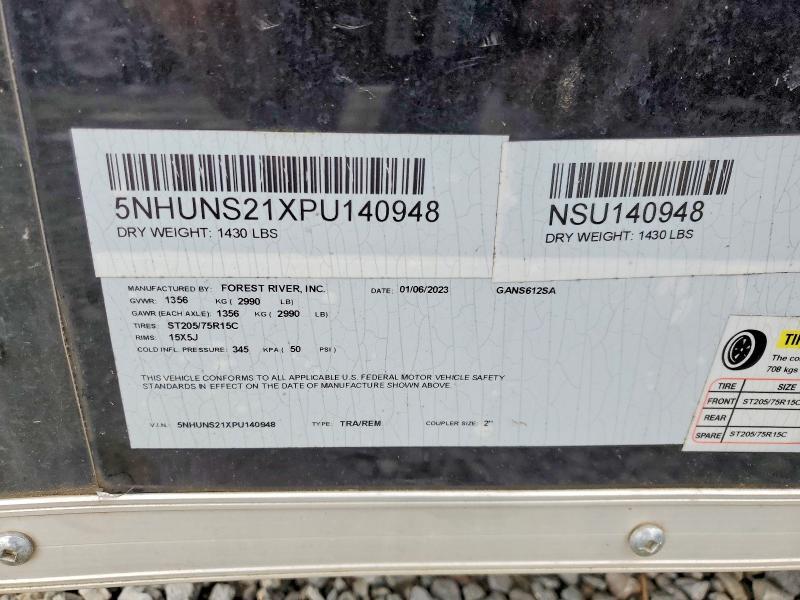 5NHUNS21XPU140948
DRY WEIGHT: 1430 LBS
NSU140948
DRY WEIGHT: 1430 LBS
MANUFACTURED BY: FOREST RIVER, INC. DATE: 01/06/2023 GANS612SA
GVWR: 1356 KG ( 2990 LB)
GAWR (EACH AXLE): 1356 KG ( 2990 LB)
TIRES: ST205/75R15C
RIMS: 15X5J
COLD INFL. PRESSURE: 345 KPA ( 50 PSI)
THIS VEHICLE CONFORMS TO ALL APPLICABLE U.S. FEDERAL MOTOR VEHICLE SAFETY
STANDARDS IN EFFECT ON THE DATE OF MANUFACTURE SHOWN ABOVE.
V.I.N.: 5NHUNS21XPU140948 TYPE: TRA/REM COUPLER SIZE: 2"
The
708 kgs
TIRE SIZE
FRONT ST205/75R15C
REAR
SPARE ST205/75R15C